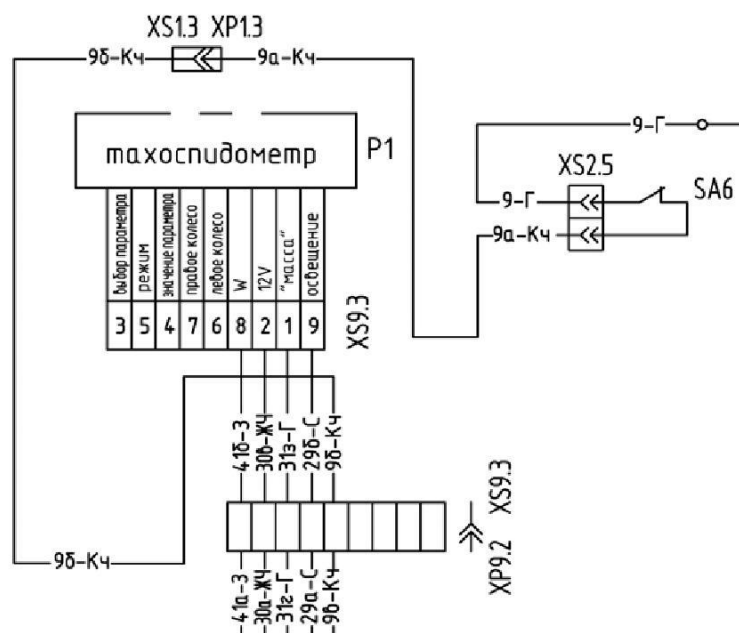 XS1.3 XP1.3
9б-Кч
9а-Кч
9-Г
тахоспидометр
P1
XS2.5
SA6
9-Г
9а-Кч
выбор параметра
режим
значение параметра
правое колесо
левое колесо
W
12V
"масса"
освещение
XS9.3
3 5 4 7 6 8 2 1 9
41б-З
30в-ЖЧ
31з-Г
29б-С
9б-Кч
XS9.3
XP9.2
9б-Кч
41а-З
30а-ЖЧ
31г-Г
29а-С
9в-Кч